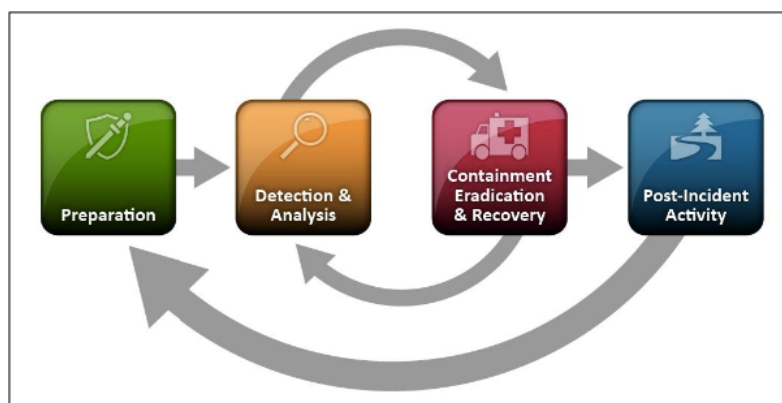 Preparation
Detection &
Analysis
Containment
Eradication
& Recovery
Post-Incident
Activity